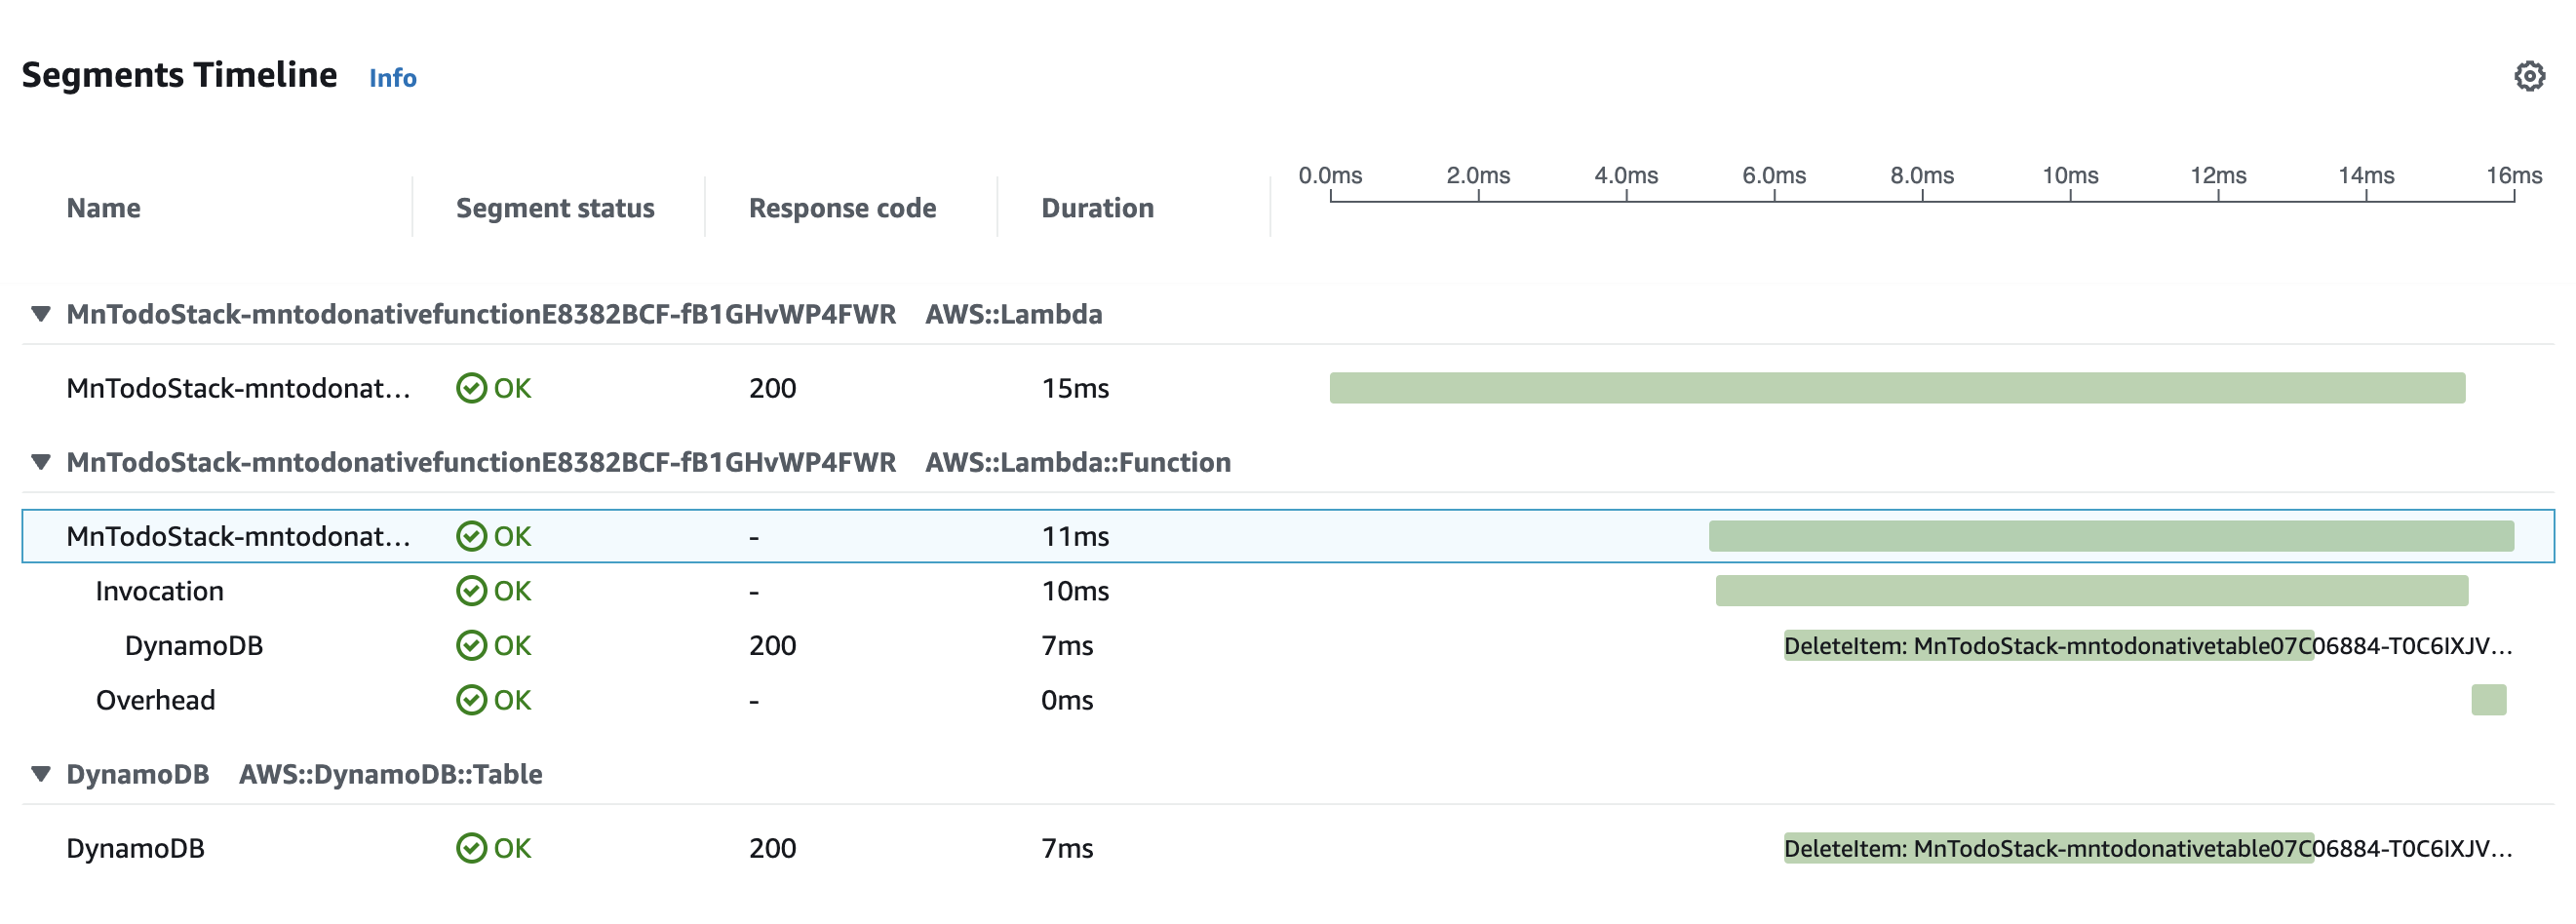 Segments Timeline Info
0.0ms 2.0ms 4.0ms 6.0ms 8.0ms 10ms 12ms 14ms 16ms
Name Segment status Response code Duration
MnTodoStack-mntodonativefunctionE8382BCF-fB1GHvWP4FWR AWS::Lambda
MnTodoStack-mntodonat... OK 200 15ms
MnTodoStack-mntodonativefunctionE8382BCF-fB1GHvWP4FWR AWS::Lambda::Function
MnTodoStack-mntodonat... OK - 11ms
Invocation OK - 10ms
DynamoDB OK 200 7ms DeleteItem: MnTodoStack-mntodonativetable07C06884-T0C6IXJV...
Overhead OK - 0ms
DynamoDB AWS::DynamoDB::Table
DynamoDB OK 200 7ms DeleteItem: MnTodoStack-mntodonativetable07C06884-T0C6IXJV...